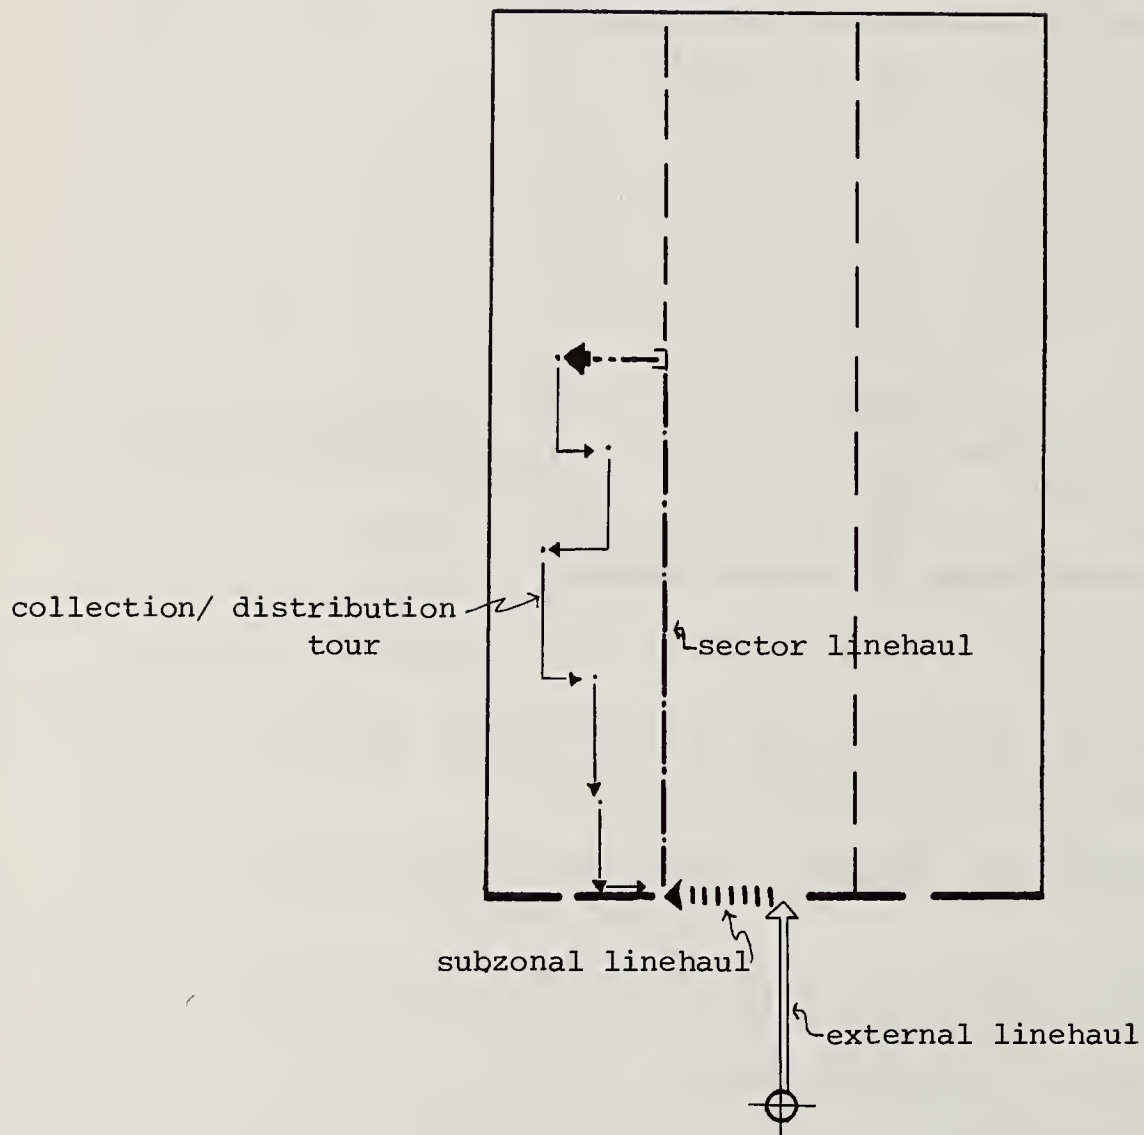 collection/ distribution
tour
sector linehaul
subzonal linehaul
external linehaul